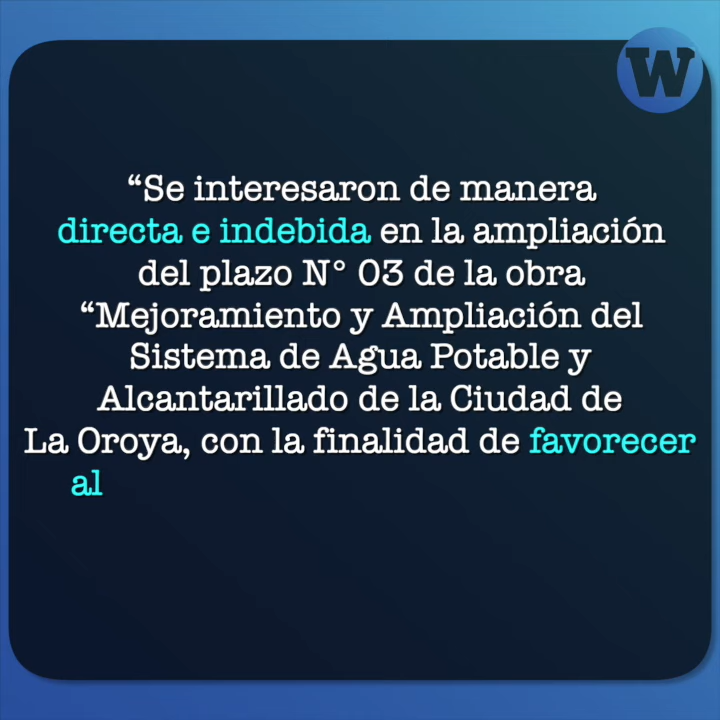 W
“Se interesaron de manera
directa e indebida en la ampliación
del plazo N° 03 de la obra
“Mejoramiento y Ampliación del
Sistema de Agua Potable y
Alcantarillado de la Ciudad de
La Oroya, con la finalidad de favorecer
al